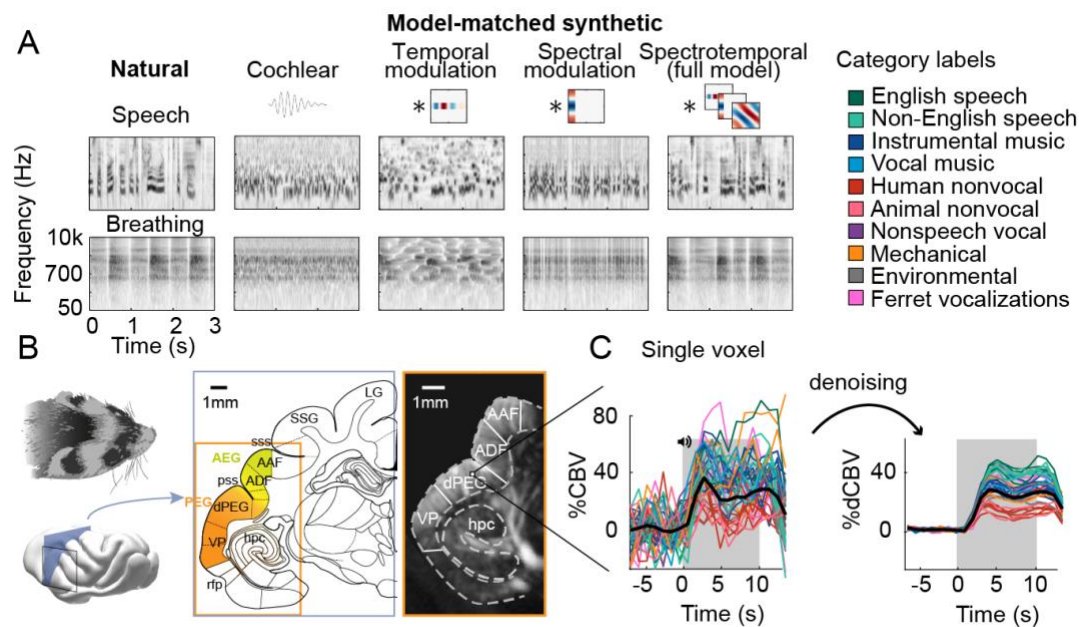 A
Model-matched synthetic
Natural
Cochlear
Temporal
modulation
Spectral
modulation
Spectrotemporal
(full model)
*
*
*
Speech
Breathing
Frequency (Hz)
10k
700
50
0 1 2 3
Time (s)
Category labels
English speech
Non-English speech
Instrumental music
Vocal music
Human nonvocal
Animal nonvocal
Nonspeech vocal
Mechanical
Environmental
Ferret vocalizations
B
1mm
LG
SSG
sss
AEG
AAF
ADF
pss
PEG
dPEG
VP
hpc
rfp
1mm
AAF
ADF
dPEG
VP
hpc
C
Single voxel
denoising
%CBV
80
40
0
-5 0 5 10
Time (s)
%dCBV
80
40
0
-5 0 5 10
Time (s)